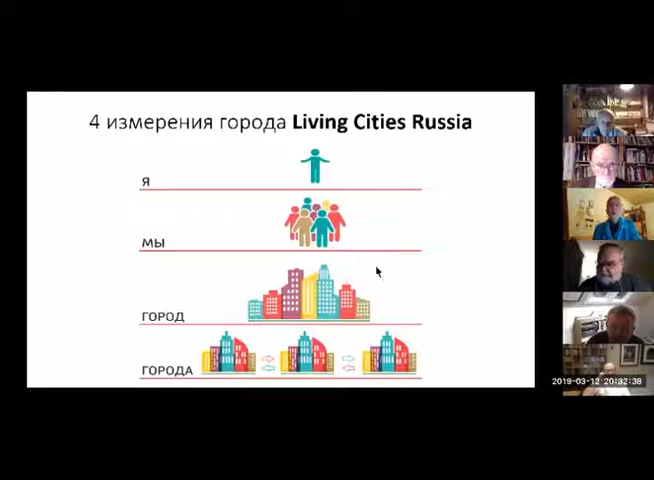 4 измерения города Living Cities Russia
Я
МЫ
ГОРОД
ГОРОДА
2019-03-12 20:32:38